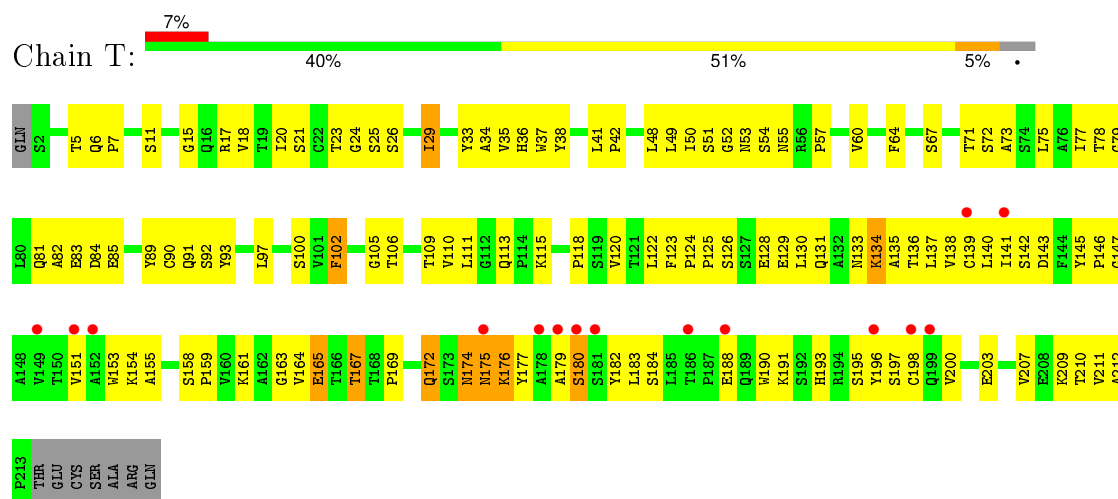 7%
Chain T:
40% 51% 5% •
GLN S2 T5 Q6 P7 S11 G15 Q16 R17 V18 T19 I20 S21 C22 T23 G24 S25 S26 I29 Y33 A34 V35 H36 W37 Y38 L41 P42 L48 L49 I50 S51 G52 N53 S54 N55 R56 P57 V60 F64 S67 T71 S72 A73 S74 L75 A76 I77 T78 G79
L80 Q81 A82 E83 D84 E85 Y89 C90 Q91 S92 Y93 L97 S100 V101 F102 G105 T106 T109 V110 L111 G112 Q113 P114 K115 P118 S119 V120 T121 L122 F123 P124 P125 S126 S127 E128 E129 L130 Q131 A132 N133 K134 A135 T136 L137 V138 C139 L140 I141 S142 D143 F144 Y145 P146 G147
A148 V149 T150 V151 A152 W153 K154 A155 S158 P159 V160 K161 A162 G163 V164 E165 T166 T167 T168 P169 Q172 S173 N174 N175 K176 Y177 A178 A179 S180 S181 Y182 L183 S184 L185 T186 P187 E188 Q189 W190 K191 S192 H193 R194 S195 Y196 S197 C198 Q199 V200 E203 V207 E208 K209 T210 V211 A212
P213 THR GLU CYS SER ALA ARG GLN